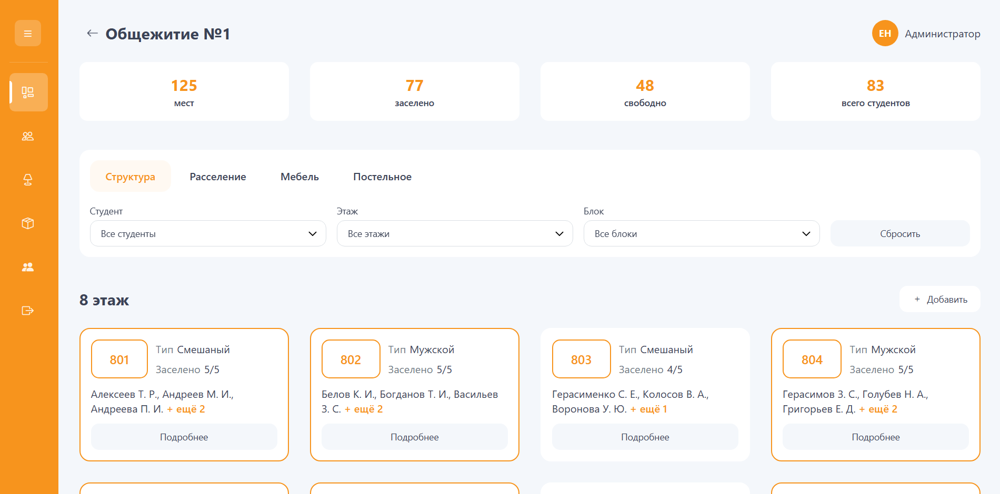 Общежитие №1
ЕН
Администратор
125
мест
77
заселено
48
свободно
83
всего студентов
Структура
Расселение
Мебель
Постельное
Студент
Все студенты
Этаж
Все этажи
Блок
Все блоки
Сбросить
8 этаж
+ Добавить
801
Тип Смешаный
Заселено 5/5
Алексеев Т. Р., Андреев М. И.,
Андреева П. И. + ещё 2
Подробнее
802
Тип Мужской
Заселено 5/5
Белов К. И., Богданов Т. И., Васильев
З. С. + ещё 2
Подробнее
803
Тип Смешаный
Заселено 4/5
Герасименко С. Е., Колосов В. А.,
Воронова У. Ю. + ещё 1
Подробнее
804
Тип Мужской
Заселено 5/5
Герасимов З. С., Голубев Н. А.,
Григорьев Е. Д. + ещё 2
Подробнее